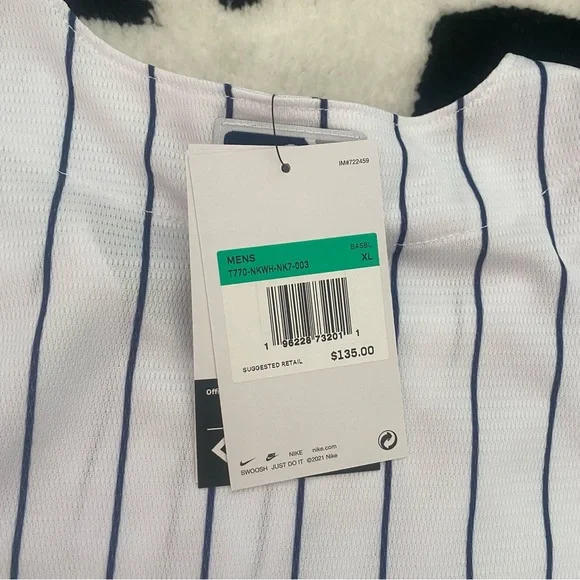 IM#722459
MENS BASBL
T770-NKWH-NK7-003 XL
1 96228 73201 1
SUGGESTED RETAIL $135.00
Offi
NIKE nike.com
SWOOSH JUST DO IT ©2021 Nike